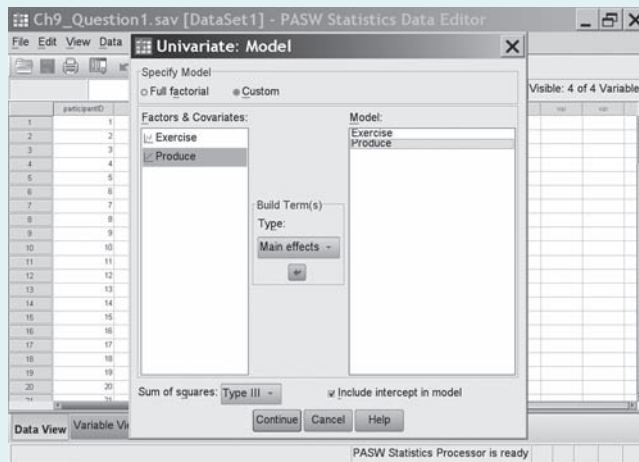 Ch9_Question1.sav [DataSet1] - PASW Statistics Data Editor
File Edit View Data
Univariate: Model
Specify Model
Full factorial Custom
Visible: 4 of 4 Variable
participantID
var var
Factors & Covariates: Model:
Exercise Exercise
Produce Produce
Build Term(s)
Type:
Main effects
1 1
2 2
3 3
4 4
5 5
6 6
7 7
8 8
9 9
10 10
11 11
12 12
13 13
14 14
15 15
16 16
17 17
18 18
19 19
20 20
21 21
Sum of squares: Type III Include intercept in model
Continue Cancel Help
Data View Variable Vi
PASW Statistics Processor is ready